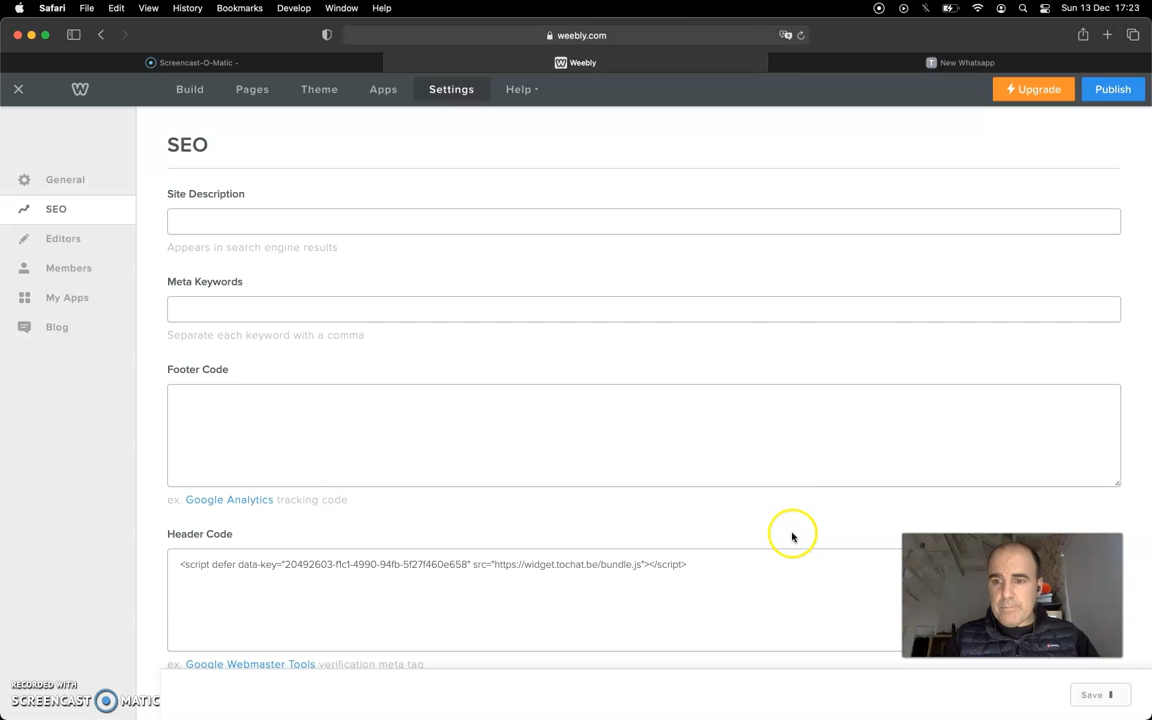 Safari File Edit View History Bookmarks Develop Window Help Sun 13 Dec 17:23
weebly.com
Screencast-O-Matic - Weebly New Whatsapp
Build Pages Theme Apps Settings Help Upgrade Publish
SEO
General
SEO
Editors
Members
My Apps
Blog
Site Description
Appears in search engine results
Meta Keywords
Separate each keyword with a comma
Footer Code
ex. Google Analytics tracking code
Header Code
<script defer data-key="20492603-f1c1-4990-94fb-5f27f460e658" src="https://widget.tochat.be/bundle.js"></script>
ex. Google Webmaster Tools verification meta tag
Save
RECORDED WITH
SCREENCAST MATIC